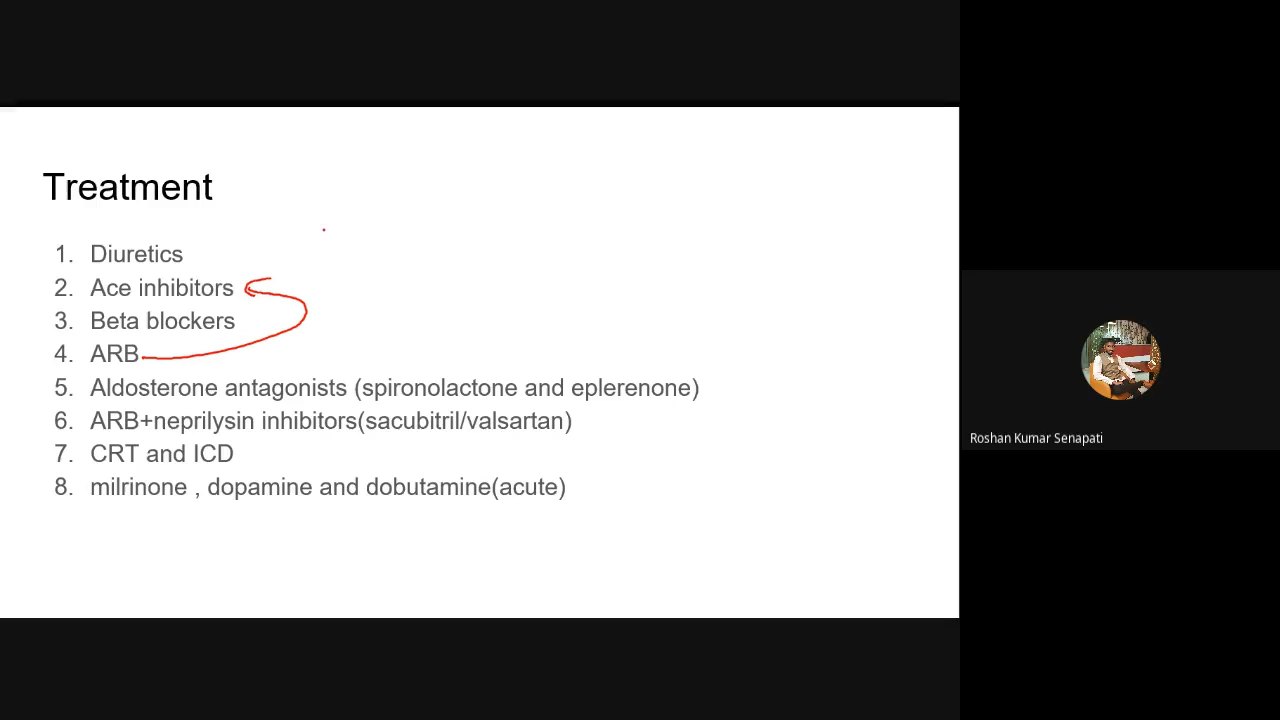 Treatment
1. Diuretics
2. Ace inhibitors
3. Beta blockers
4. ARB
5. Aldosterone antagonists (spironolactone and eplerenone)
6. ARB+neprilysin inhibitors(sacubitril/valsartan)
7. CRT and ICD
8. milrinone , dopamine and dobutamine(acute)
Roshan Kumar Senapati